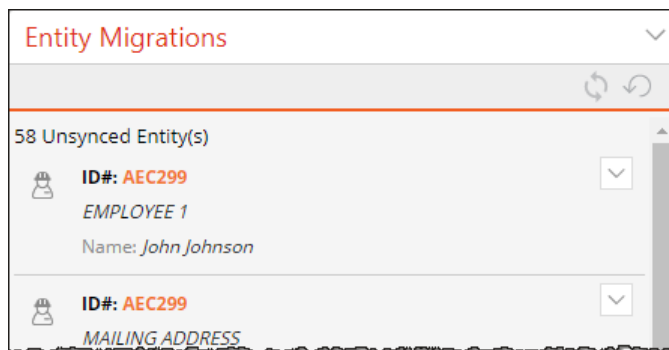 Entity Migrations
58 Unsynced Entity(s)
ID#: AEC299
EMPLOYEE 1
Name: John Johnson
ID#: AEC299
MAILING ADDRESS